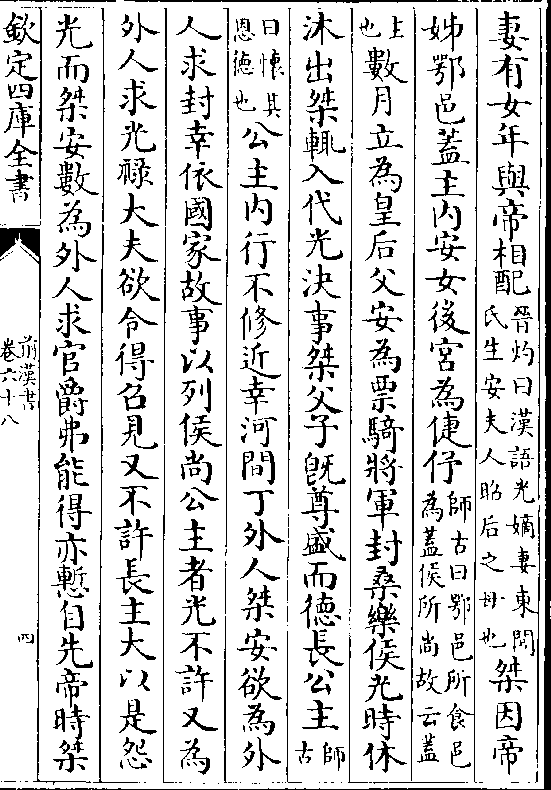 妻有女年與帝相配晉灼曰漢語光嫡妻東閭氏生安夫人昭后之母也桀因帝
姊鄂邑蓋主内安女後宫為倢伃師古曰鄂邑所食邑為蓋侯所尚故云蓋
主也數月立為皇后父安為票騎將軍封桑樂侯光時休
沐出桀輒入代光決事桀父子旣尊盛而德長公主師古
曰懷其恩德也公主内行不修近幸河間丁外人桀安欲為外
人求封幸依國家故事以列侯尚公主者光不許又為
外人求光祿大夫欲令得召見又不許長主大以是怨
光而桀安數為外人求官爵弗能得亦慙自先帝時桀
欽定四庫全書
前漢書
卷六十八
四